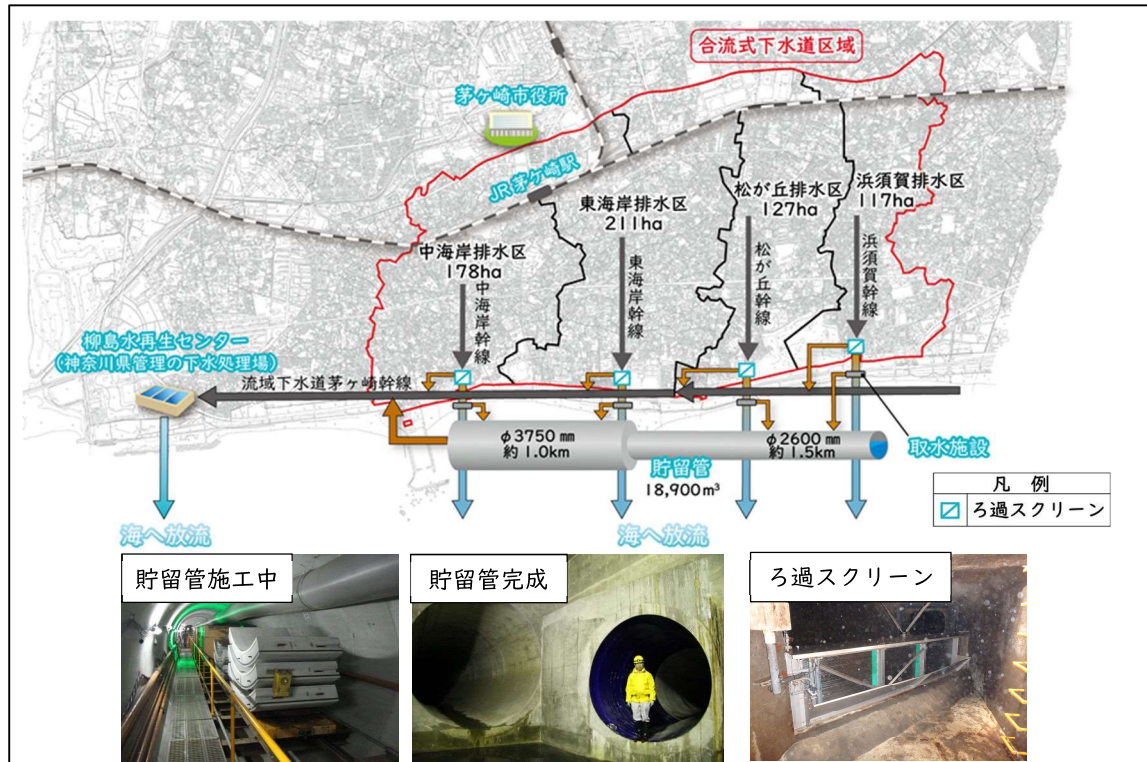 合流式下水道区域
茅ヶ崎市役所
JR茅ヶ崎駅
中海岸排水区
178ha
東海岸排水区
211ha
松が丘排水区
127ha
浜須賀排水区
117ha
中海岸幹線
東海岸幹線
松が丘幹線
浜須賀幹線
柳島水再生センター
(神奈川県管理の下水処理場)
流域下水道茅ヶ崎幹線
φ3750㎜
約1.0km
φ2600㎜
約1.5km
貯留管
18,900m³
取水施設
凡 例
ろ過スクリーン
海へ放流
海へ放流
貯留管施工中
貯留管完成
ろ過スクリーン